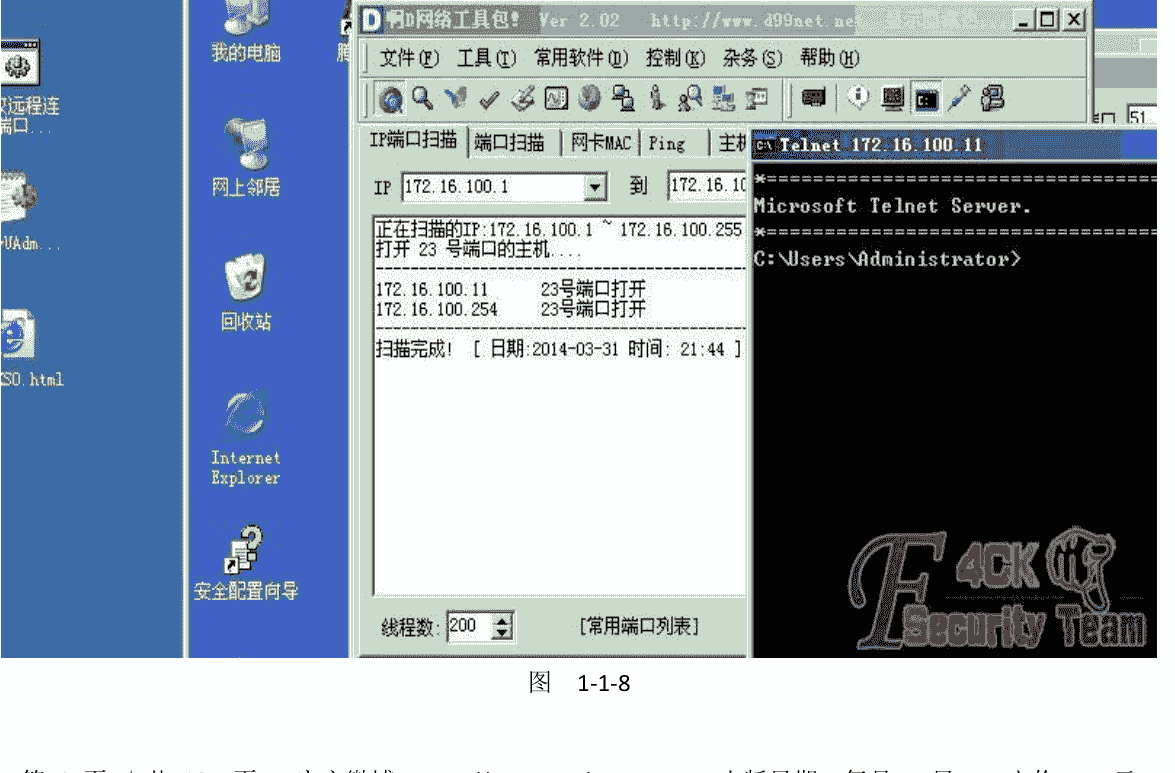 我的电脑
远程连
端口...
网上邻居
UAdm...
回收站
SO.html
Internet
Explorer
安全配置向导
D网络工具包! Ver 2.02 http://www.d99net.ne
文件(F) 工具(T) 常用软件(D) 控制(K) 杂务(S) 帮助(H)
51
IP端口扫描 端口扫描 网卡MAC Ping 主机
IP 172.16.100.1 到 172.16.10
正在扫描的IP:172.16.100.1 ~ 172.16.100.255
打开 23 号端口的主机....
172.16.100.11 23号端口打开
172.16.100.254 23号端口打开
扫描完成! [ 日期:2014-03-31 时间: 21:44 ]
线程数: 200 [常用端口列表]
Telnet 172.16.100.11
*================================
Microsoft Telnet Server.
*================================
C:\Users\Administrator>
F4CK
Security Team
图 1-1-8